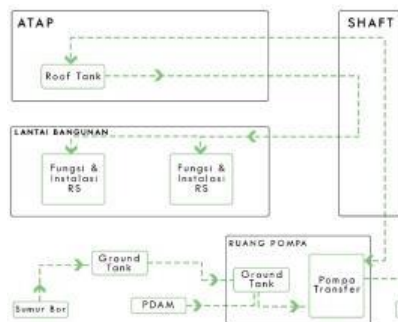 ATAP
SHAFT
Roof Tank
LANTAI BANGUNAN
Fungsi &
Instalasi
RS
Fungsi &
Instalasi
RS
RUANG POMPA
Ground
Tank
Ground
Tank
Pompa
Transfer
Sumur Bor
PDAM